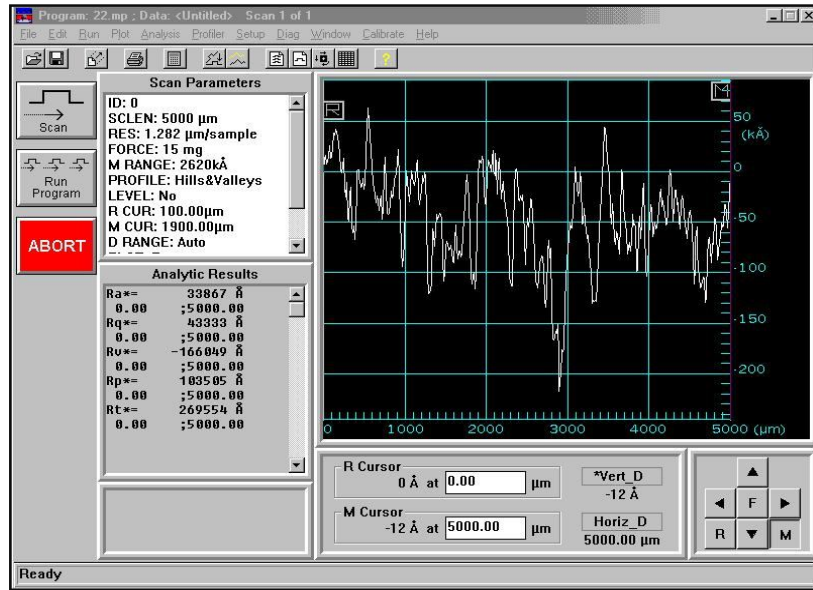 Program: 22.mp ; Data: <Untitled> Scan 1 of 1
File Edit Run Plot Analysis Profiler Setup Diag Window Calibrate Help
Scan
Run
Program
ABORT
Scan Parameters
ID: 0
SCLEN: 5000 µm
RES: 1.282 µm/sample
FORCE: 15 mg
M RANGE: 2620kÅ
PROFILE: Hills&Valleys
LEVEL: No
R CUR: 100.00µm
M CUR: 1900.00µm
D RANGE: Auto
Analytic Results
Ra*= 33867 Å
0.00 ;5000.00
Rq*= 43333 Å
0.00 ;5000.00
Rv*= -166049 Å
0.00 ;5000.00
Rp*= 103505 Å
0.00 ;5000.00
Rt*= 269554 Å
0.00 ;5000.00
R
M
50
(kÅ)
0
-50
-100
-150
-200
0 1000 2000 3000 4000 5000 (µm)
R Cursor
0 Å at 0.00 µm
M Cursor
-12 Å at 5000.00 µm
*Vert_D
-12 Å
Horiz_D
5000.00 µm
F
R M
Ready